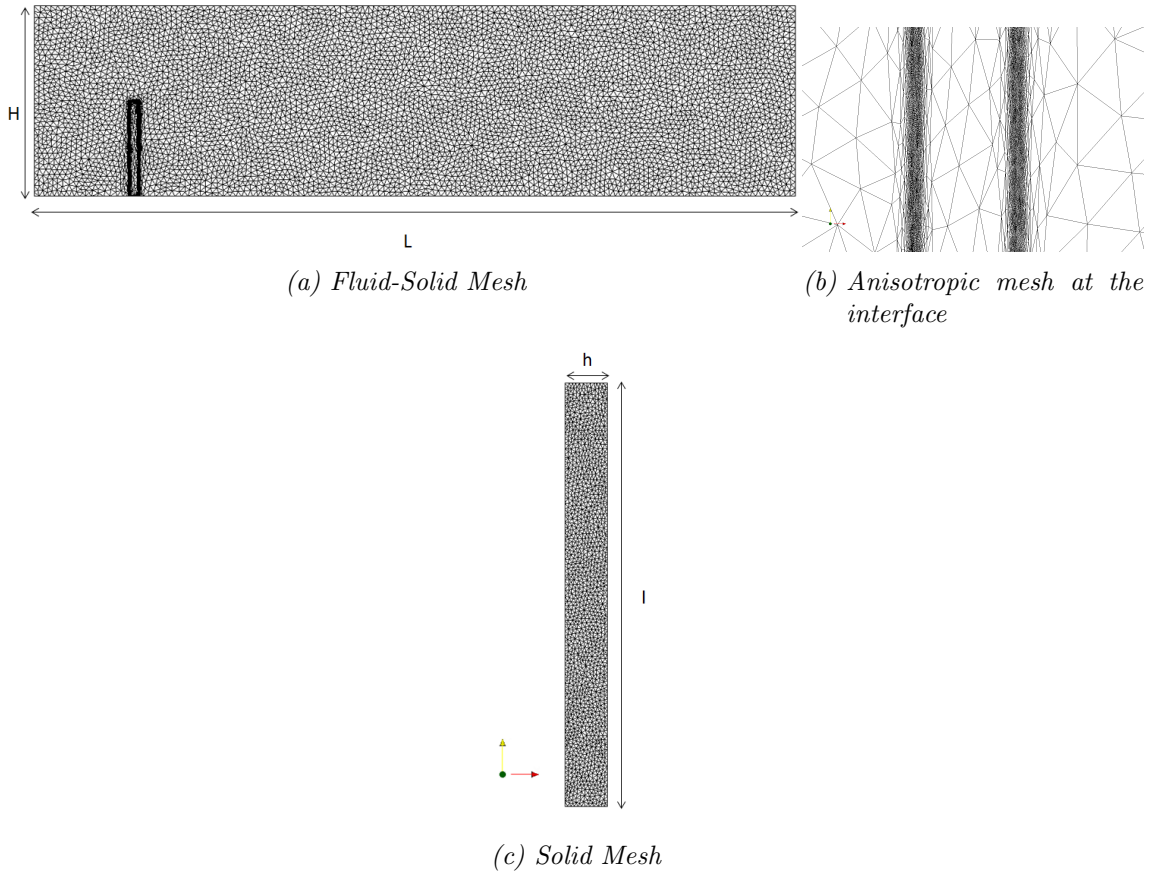 H
L
(a) Fluid-Solid Mesh
(b) Anisotropic mesh at the
interface
h
l
(c) Solid Mesh